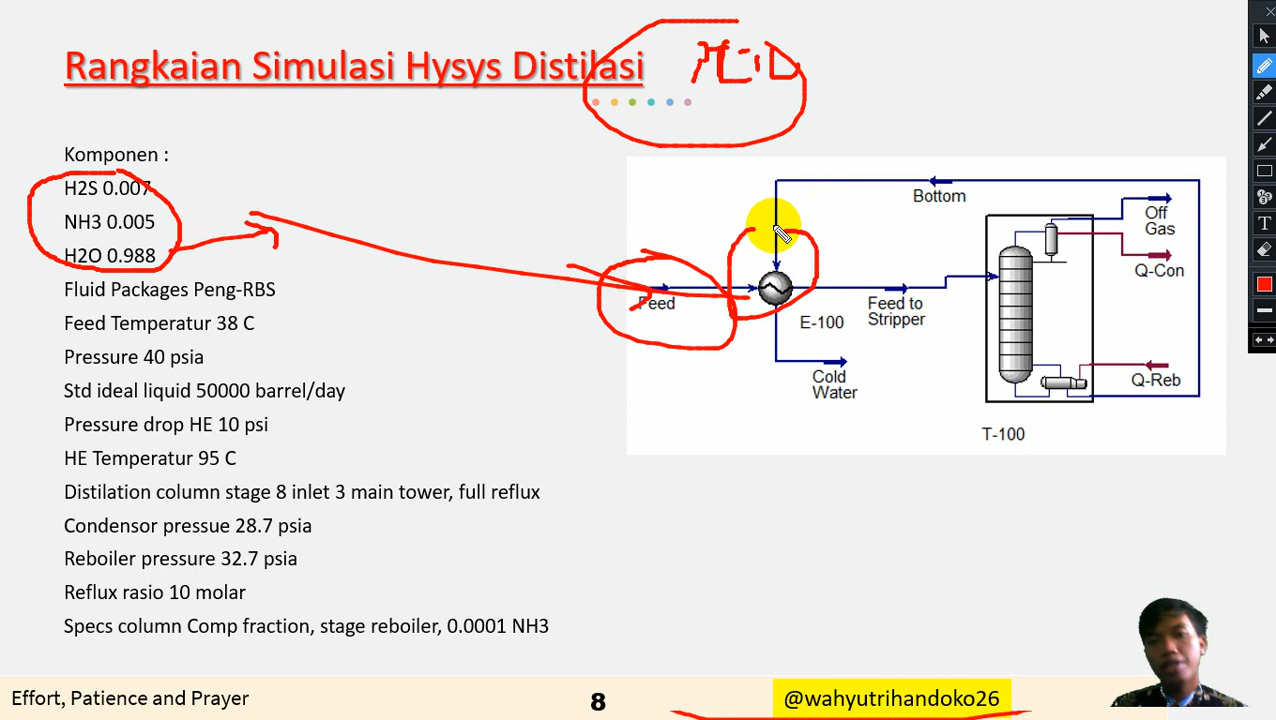 Rangkaian Simulasi Hysys Distilasi
Komponen :
H2S 0.007
NH3 0.005
H2O 0.988
Fluid Packages Peng-RBS
Feed Temperatur 38 C
Pressure 40 psia
Std ideal liquid 50000 barrel/day
Pressure drop HE 10 psi
HE Temperatur 95 C
Distilation column stage 8 inlet 3 main tower, full reflux
Condensor pressue 28.7 psia
Reboiler pressure 32.7 psia
Reflux rasio 10 molar
Specs column Comp fraction, stage reboiler, 0.0001 NH3
Bottom
Off
Gas
Q-Con
Feed
E-100
Feed to
Stripper
Cold
Water
Q-Reb
T-100
Effort, Patience and Prayer
8
@wahyutrihandoko26
T